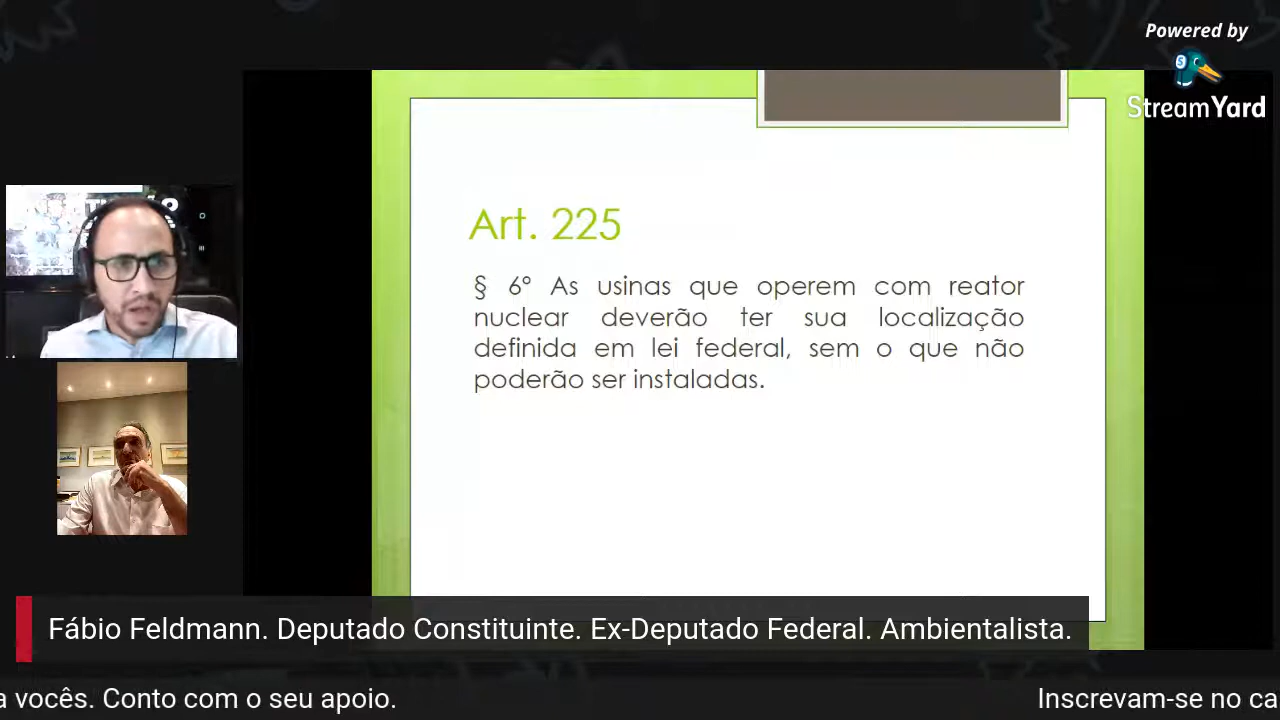 Powered by
StreamYard
Art. 225
§ 6º As usinas que operem com reator
nuclear deverão ter sua localização
definida em lei federal, sem o que não
poderão ser instaladas.
Fábio Feldmann. Deputado Constituinte. Ex-Deputado Federal. Ambientalista.
a vocês. Conto com o seu apoio.
Inscrevam-se no ca